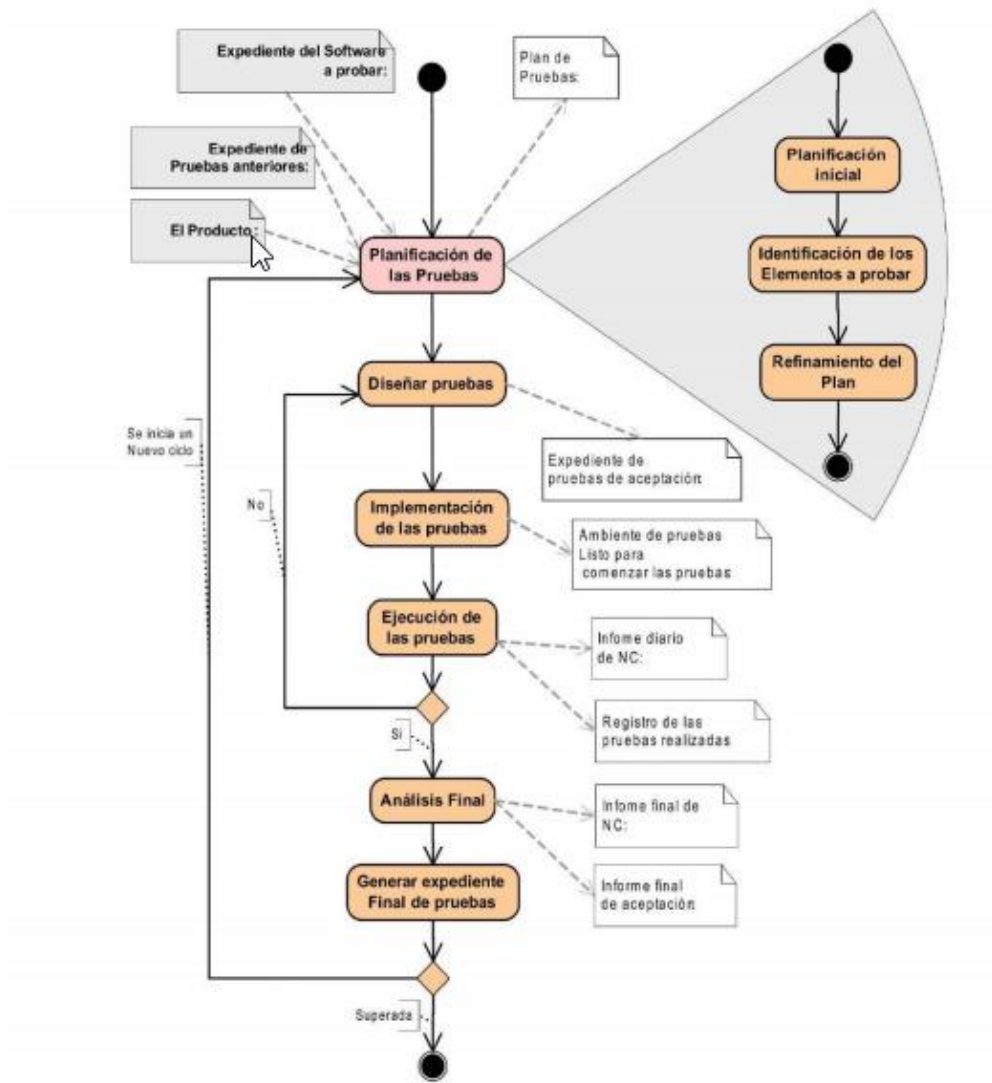 Expediente del Software
a probar:
Plan de
Pruebas:
Expediente de
Pruebas anteriores:
El Producto:
Planificación de
las Pruebas
Planificación
inicial
Identificación de los
Elementos a probar
Refinamiento del
Plan
Diseñar pruebas
Se inicia un
Nuevo ciclo
No
Expediente de
pruebas de aceptación:
Implementación
de las pruebas
Ambiente de pruebas
Listo para
comenzar las pruebas
Ejecución de
las pruebas
Infome diario
de NC:
Registro de las
pruebas realizadas
Si
Análisis Final
Infome final de
NC:
Generar expediente
Final de pruebas
Informe final
de aceptación:
Superada